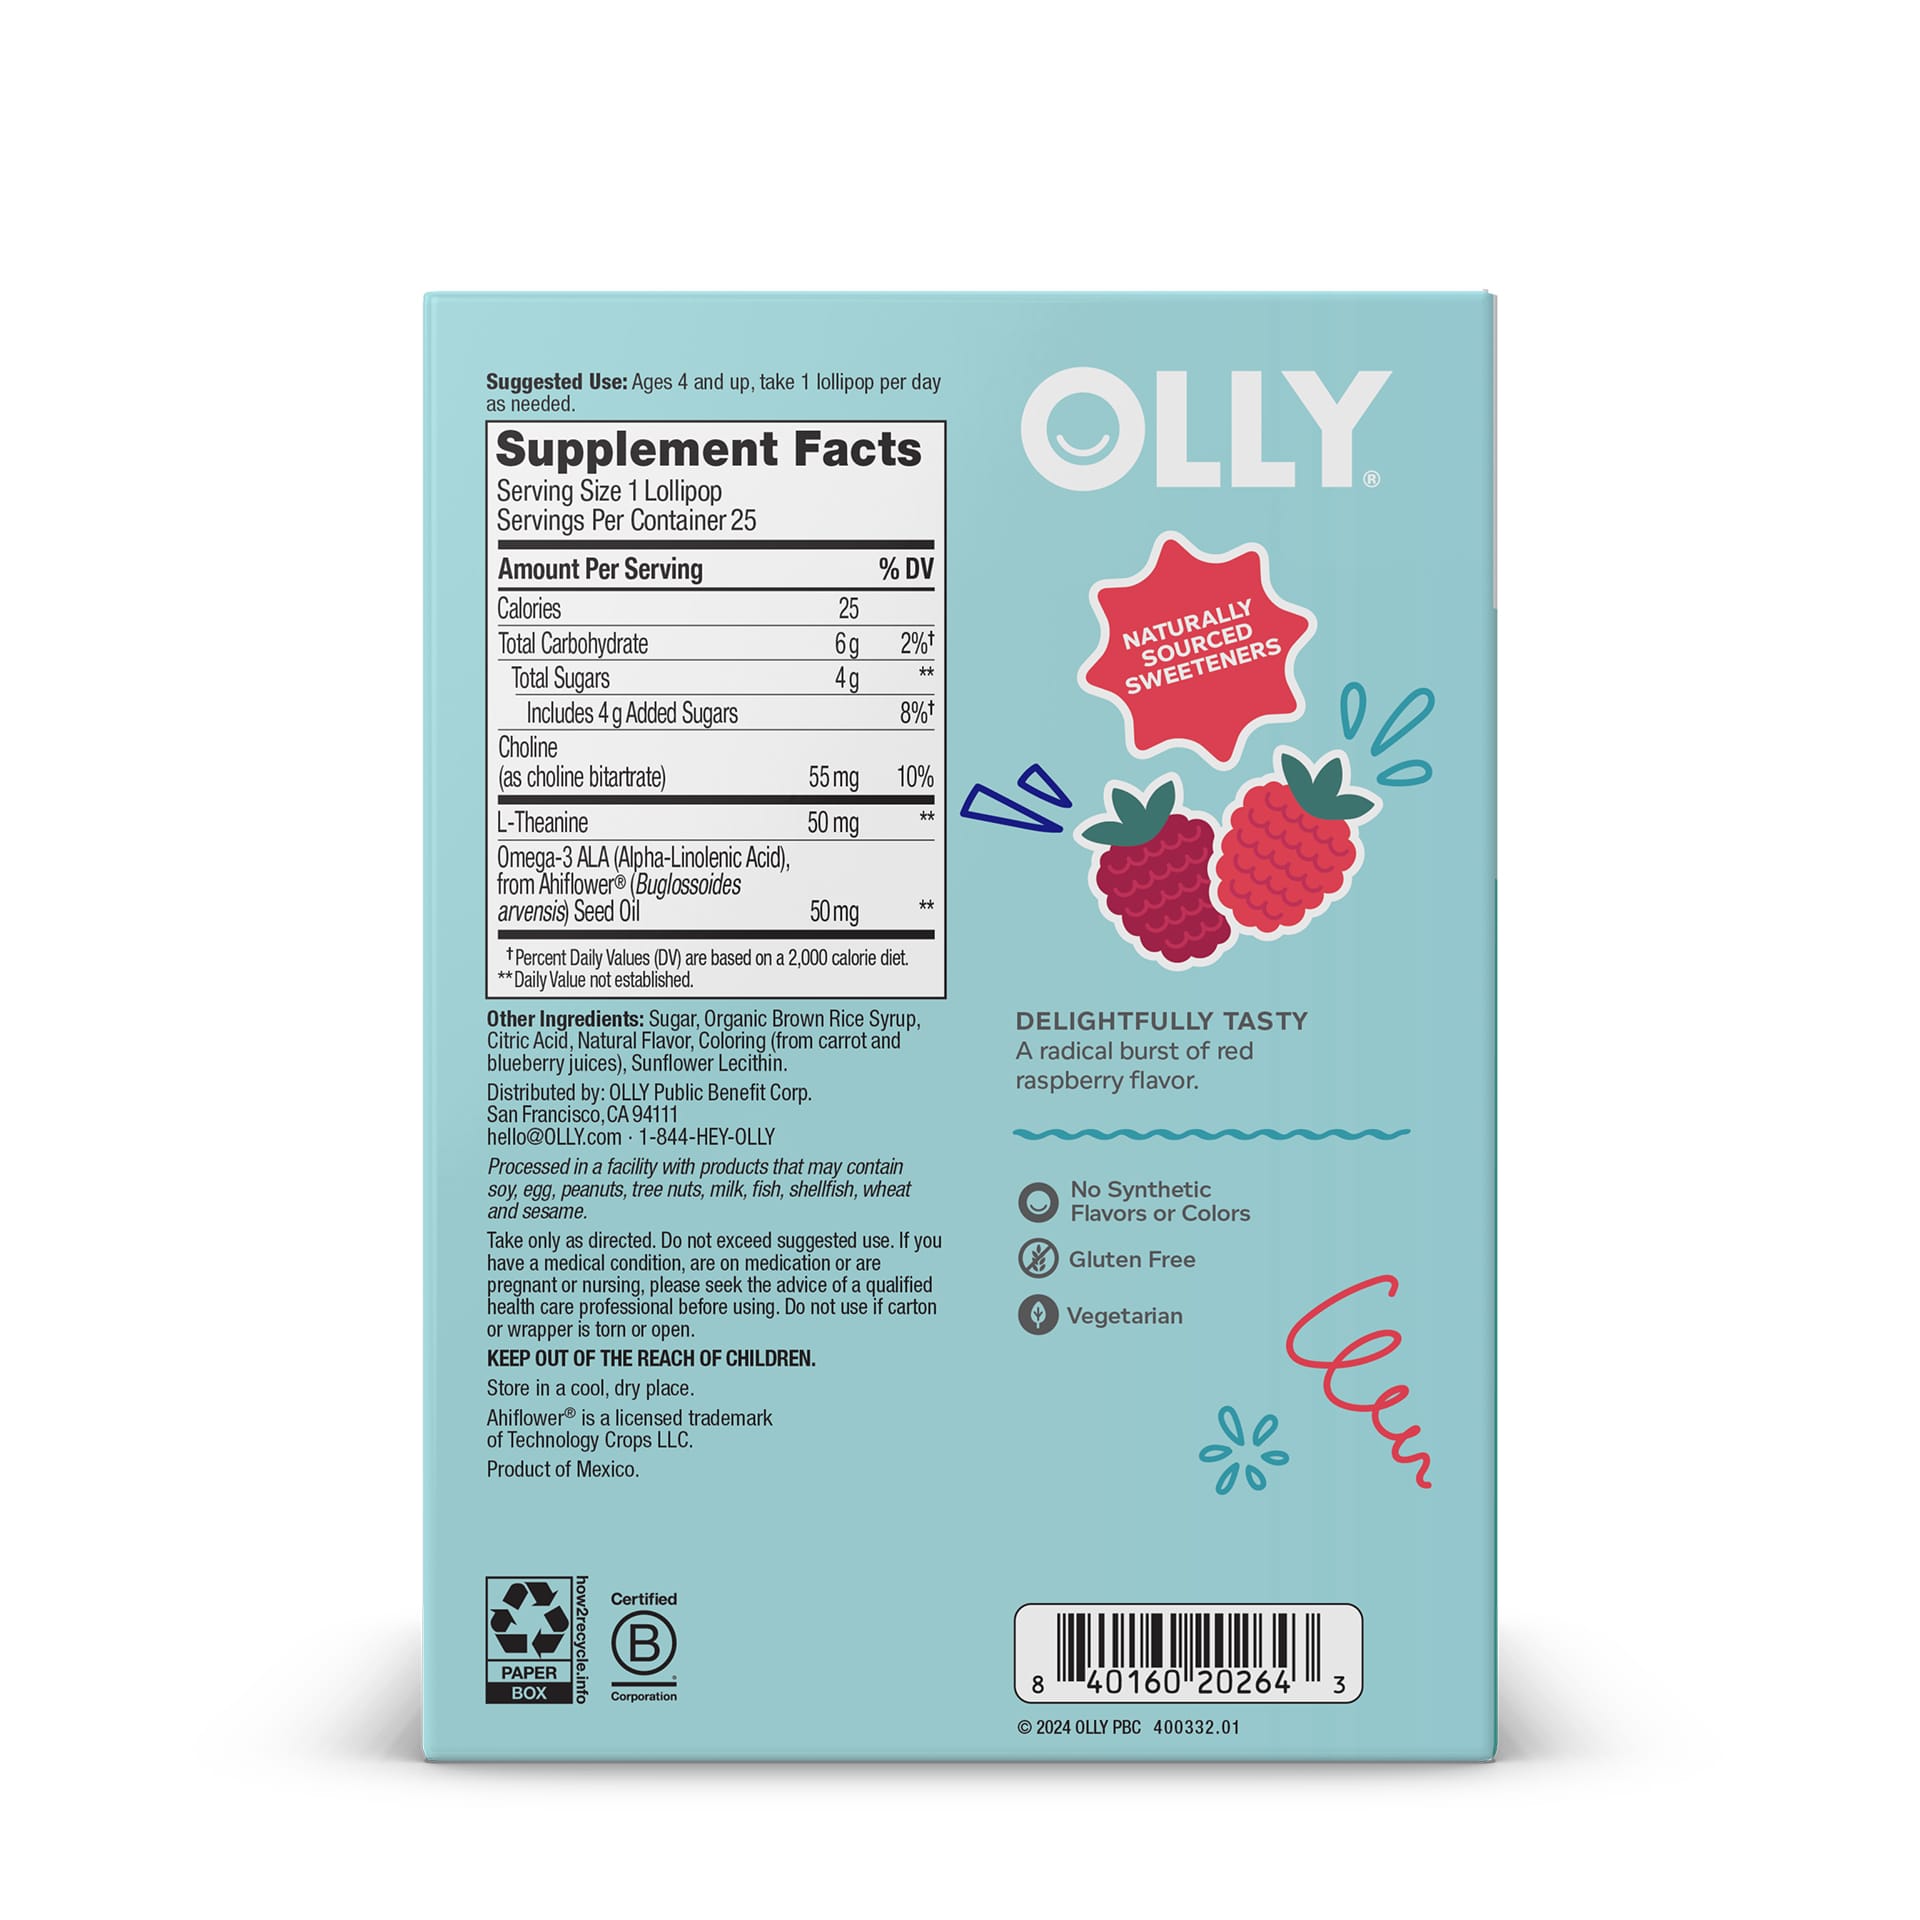 Suggested Use: Ages 4 and up, take 1 lollipop per day
as needed.
Supplement Facts
Serving Size 1 Lollipop
Servings Per Container 25
Amount Per Serving % DV
Calories 25
Total Carbohydrate 6 g 2%†
Total Sugars 4 g **
Includes 4 g Added Sugars 8%†
Choline
(as choline bitartrate) 55 mg 10%
L-Theanine 50 mg **
Omega-3 ALA (Alpha-Linolenic Acid),
from Ahiflower® (Buglossoides
arvensis) Seed Oil 50 mg **
†Percent Daily Values (DV) are based on a 2,000 calorie diet.
**Daily Value not established.
Other Ingredients: Sugar, Organic Brown Rice Syrup,
Citric Acid, Natural Flavor, Coloring (from carrot and
blueberry juices), Sunflower Lecithin.
Distributed by: OLLY Public Benefit Corp.
San Francisco, CA 94111
hello@OLLY.com · 1-844-HEY-OLLY
Processed in a facility with products that may contain
soy, egg, peanuts, tree nuts, milk, fish, shellfish, wheat
and sesame.
Take only as directed. Do not exceed suggested use. If you
have a medical condition, are on medication or are
pregnant or nursing, please seek the advice of a qualified
health care professional before using. Do not use if carton
or wrapper is torn or open.
KEEP OUT OF THE REACH OF CHILDREN.
Store in a cool, dry place.
Ahiflower® is a licensed trademark
of Technology Crops LLC.
Product of Mexico.
PAPER
BOX
how2recycle.info
Certified
B
Corporation
OLLY®
NATURALLY
SOURCED
SWEETENERS
DELIGHTFULLY TASTY
A radical burst of red
raspberry flavor.
No Synthetic
Flavors or Colors
Gluten Free
Vegetarian
8 40160 20264 3
© 2024 OLLY PBC 400332.01